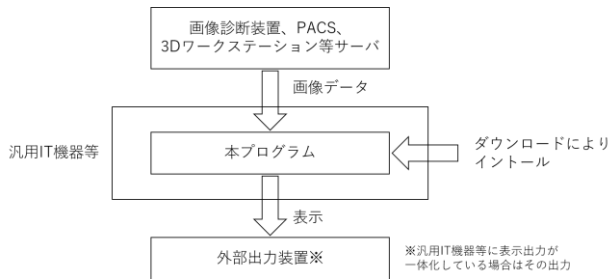 画像診断装置、PACS、
3Dワークステーション等サーバ
画像データ
汎用IT機器等
本プログラム
ダウンロードにより
イントール
表示
外部出力装置※
※汎用IT機器等に表示出力が
一体化している場合はその出力